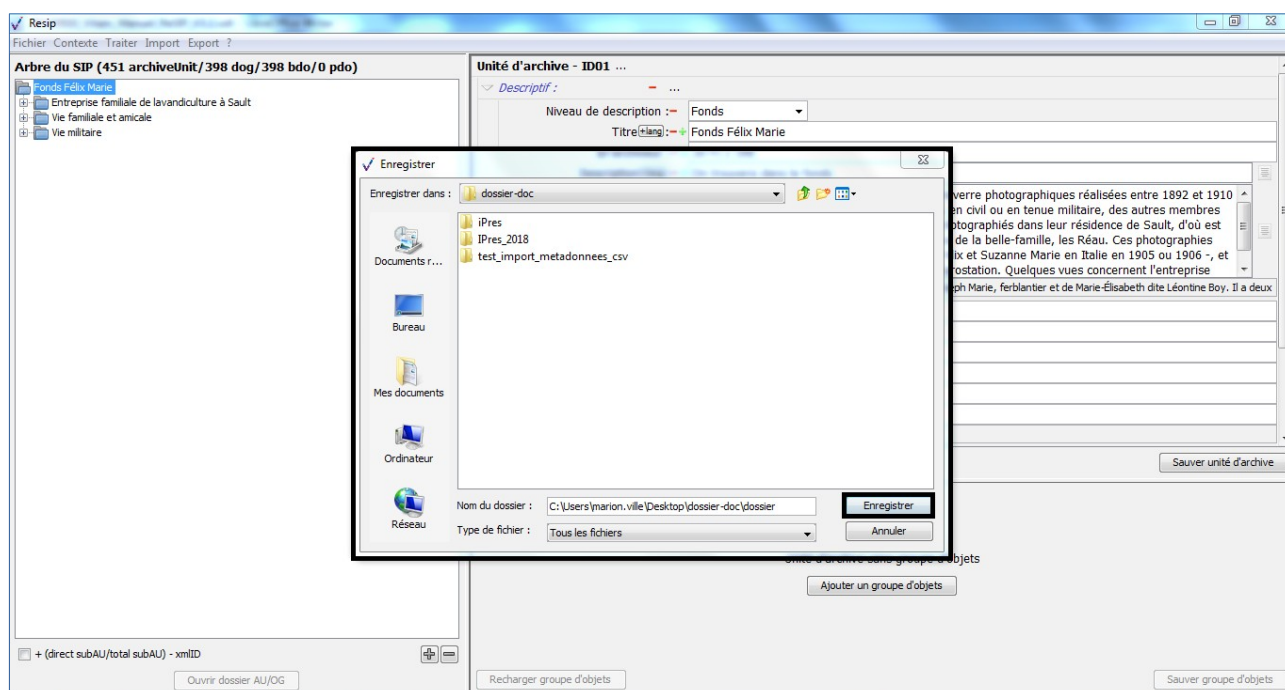 Resip
Fichier Contexte Traiter Import Export ?
Arbre du SIP (451 archiveUnit/398 dog/398 bdo/0 pdo)
Fonds Félix Marie
Entreprise familiale de lavandiculture à Sault
Vie familiale et amicale
Vie militaire
+ (direct subAU/total subAU) - xmlID
Ouvrir dossier AU/OG
Unité d'archive - ID01 ...
Descriptif : - ...
Niveau de description :- Fonds
Titre +lang :-+ Fonds Félix Marie
verre photographiques réalisées entre 1892 et 1910
en civil ou en tenue militaire, des autres membres
otographiés dans leur résidence de Sault, d'où est
de la belle-famille, les Réau. Ces photographies
ix et Suzanne Marie en Italie en 1905 ou 1906 -, et
rostation. Quelques vues concernent l'entreprise
eph Marie, ferblantier et de Marie-Élisabeth dite Léontine Boy. Il a deux
Sauver unité d'archive
Enregistrer
Enregistrer dans : dossier-doc
Documents r...
Bureau
Mes documents
Ordinateur
Réseau
iPres
IPres_2018
test_import_metadonnees_csv
Nom du dossier : C:\Users\marion.ville\Desktop\dossier-doc\dossier Enregistrer
Type de fichier : Tous les fichiers Annuler
Unité d'archive sans groupe d'objets
Ajouter un groupe d'objets
Recharger groupe d'objets
Sauver groupe d'objets